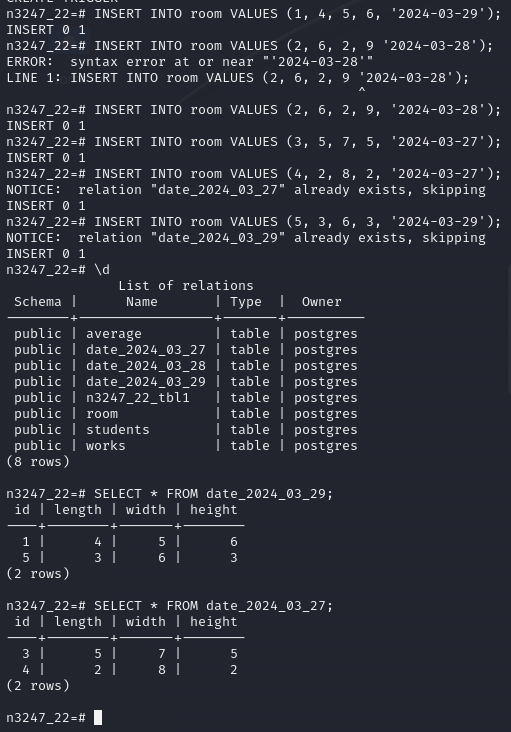 CREATE TRIGGER
n3247_22=# INSERT INTO room VALUES (1, 4, 5, 6, '2024-03-29');
INSERT 0 1
n3247_22=# INSERT INTO room VALUES (2, 6, 2, 9 '2024-03-28');
ERROR:  syntax error at or near "'2024-03-28'"
LINE 1: INSERT INTO room VALUES (2, 6, 2, 9 '2024-03-28');
                                            ^
n3247_22=# INSERT INTO room VALUES (2, 6, 2, 9, '2024-03-28');
INSERT 0 1
n3247_22=# INSERT INTO room VALUES (3, 5, 7, 5, '2024-03-27');
INSERT 0 1
n3247_22=# INSERT INTO room VALUES (4, 2, 8, 2, '2024-03-27');
NOTICE:  relation "date_2024_03_27" already exists, skipping
INSERT 0 1
n3247_22=# INSERT INTO room VALUES (5, 3, 6, 3, '2024-03-29');
NOTICE:  relation "date_2024_03_29" already exists, skipping
INSERT 0 1
n3247_22=# \d
              List of relations
 Schema |      Name       | Type  |  Owner
--------+-----------------+-------+----------
 public | average         | table | postgres
 public | date_2024_03_27 | table | postgres
 public | date_2024_03_28 | table | postgres
 public | date_2024_03_29 | table | postgres
 public | n3247_22_tbl1   | table | postgres
 public | room            | table | postgres
 public | students        | table | postgres
 public | works           | table | postgres
(8 rows)
n3247_22=# SELECT * FROM date_2024_03_29;
 id | length | width | height
----+--------+-------+--------
  1 |      4 |     5 |      6
  5 |      3 |     6 |      3
(2 rows)
n3247_22=# SELECT * FROM date_2024_03_27;
 id | length | width | height
----+--------+-------+--------
  3 |      5 |     7 |      5
  4 |      2 |     8 |      2
(2 rows)
n3247_22=#